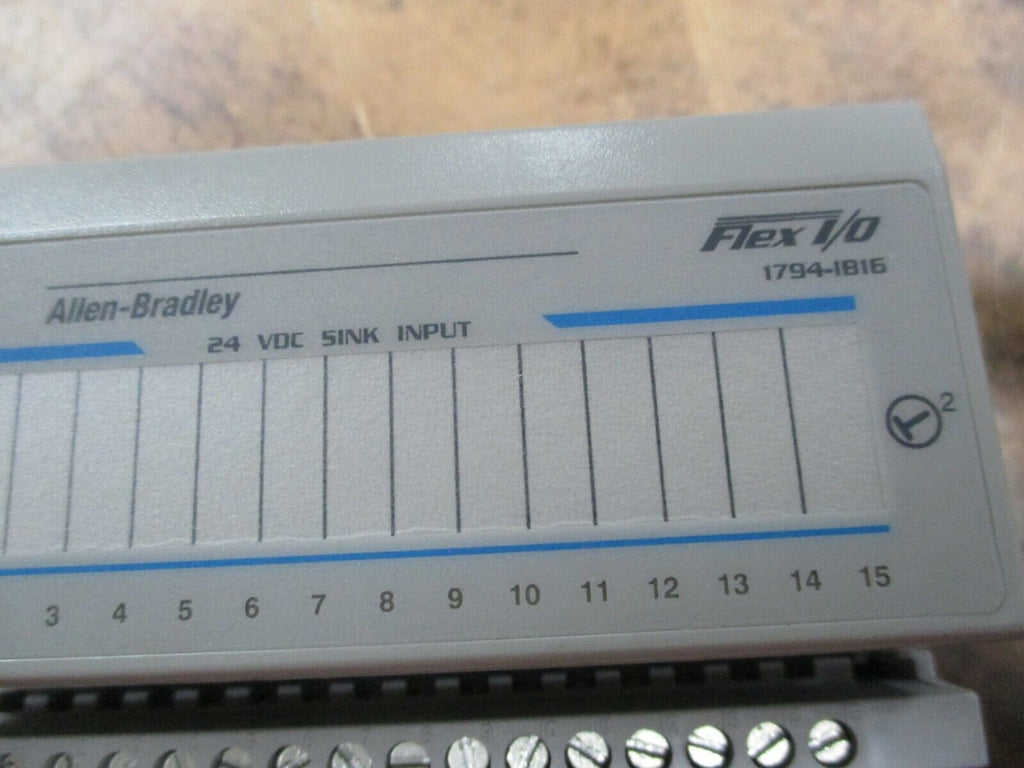 Flex I/O
1794-IB16
Allen-Bradley
24 VDC SINK INPUT
2
3 4 5 6 7 8 9 10 11 12 13 14 15